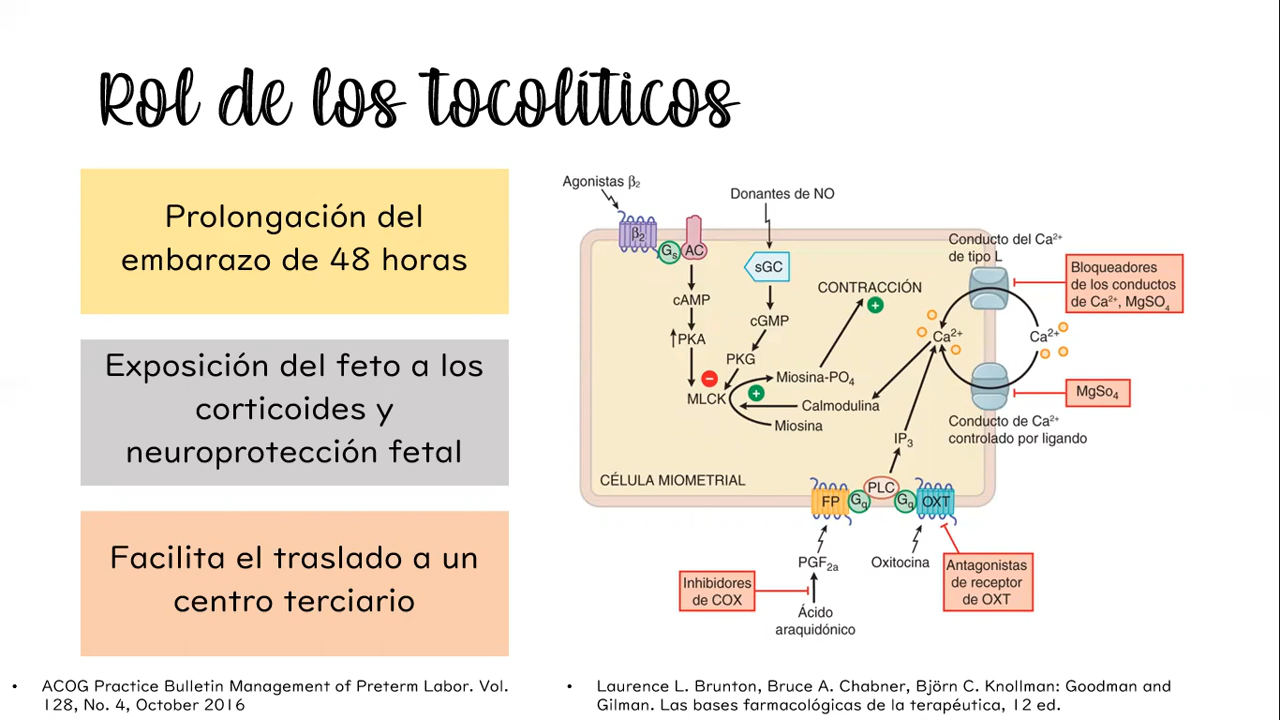 Rol de los tocolíticos
Prolongación del
embarazo de 48 horas
Exposición del feto a los
corticoides y
neuroprotección fetal
Facilita el traslado a un
centro terciario
Agonistas β₂
Donantes de NO
β₂
Gs
AC
sGC
cAMP
cGMP
↑PKA
PKG
−
MLCK
+
CONTRACCIÓN
+
Miosina-PO₄
Calmodulina
Miosina
Conducto del Ca²⁺
de tipo L
Bloqueadores
de los conductos
de Ca²⁺, MgSO₄
Ca²⁺
Ca²⁺
MgSo₄
Conducto de Ca²⁺
controlado por ligando
IP₃
CÉLULA MIOMETRIAL
FP
Gq
PLC
Gq
OXT
PGF₂a
Oxitocina
Inhibidores
de COX
Antagonistas
de receptor
de OXT
Ácido
araquidónico
• ACOG Practice Bulletin Management of Preterm Labor. Vol.
128, No. 4, October 2016
• Laurence L. Brunton, Bruce A. Chabner, Björn C. Knollman: Goodman and
Gilman. Las bases farmacológicas de la terapéutica, 12 ed.